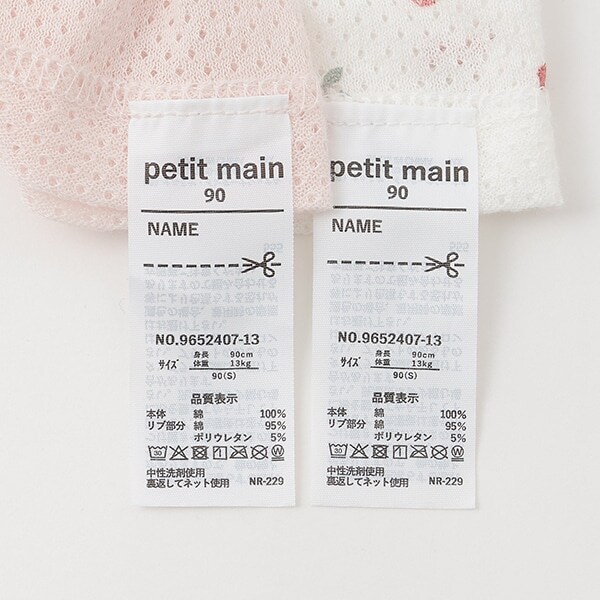 petit main
90
NAME
NO.9652407-13
サイズ 身長 90cm
体重 13kg
90(S)
品質表示
本体 綿 100%
リブ部分 綿 95%
ポリウレタン 5%
30
中性洗剤使用
裏返してネット使用 NR-229
petit main
90
NAME
NO.9652407-13
サイズ 身長 90cm
体重 13kg
90(S)
品質表示
本体 綿 100%
リブ部分 綿 95%
ポリウレタン 5%
30
中性洗剤使用
裏返してネット使用 NR-229